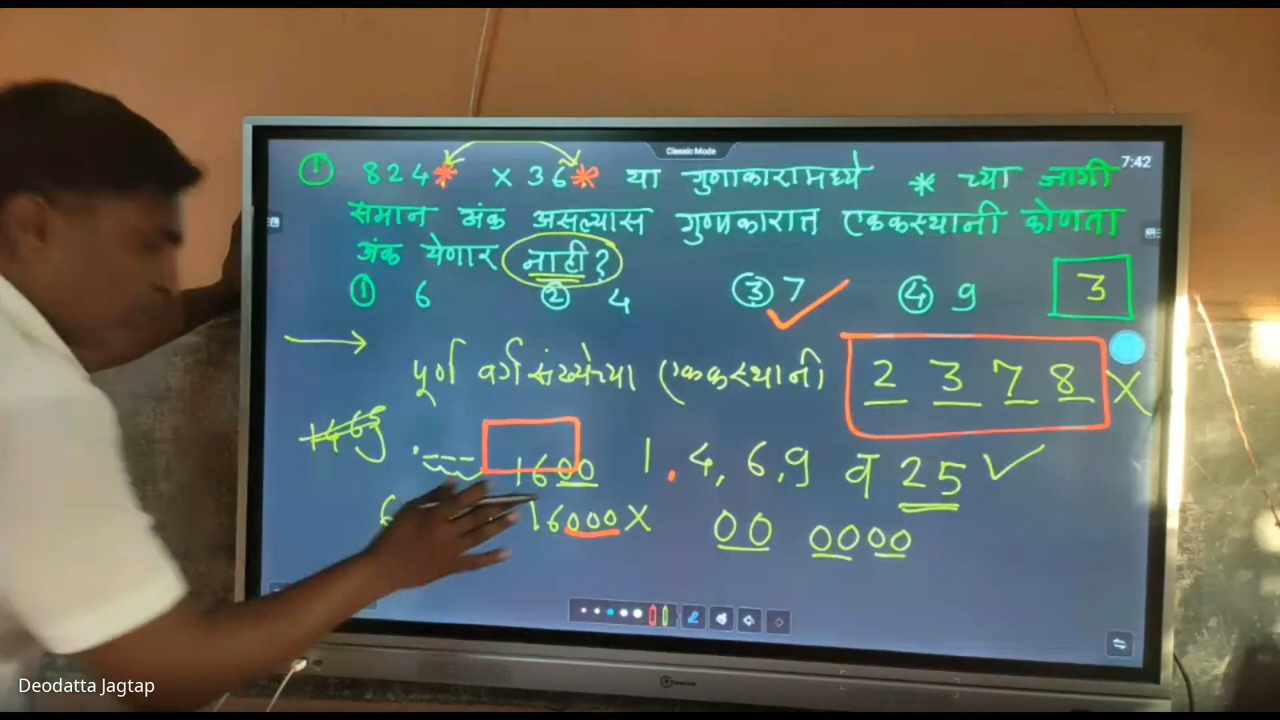 Classic Mode
7:42
① 824* × 36* या गुणाकारामध्ये * च्या जागी
समान अंक असल्यास गुणाकारात एककस्थानी कोणता
अंक येणार नाही?
① 6 ② 4 ③ 7 ④ 9 3
पूर्ण वर्ग संख्येच्या एककस्थानी 2 3 7 8 X
1600 1, 4, 6, 9 व 25 ✓
16000 X 00 0000
Deodatta Jagtap